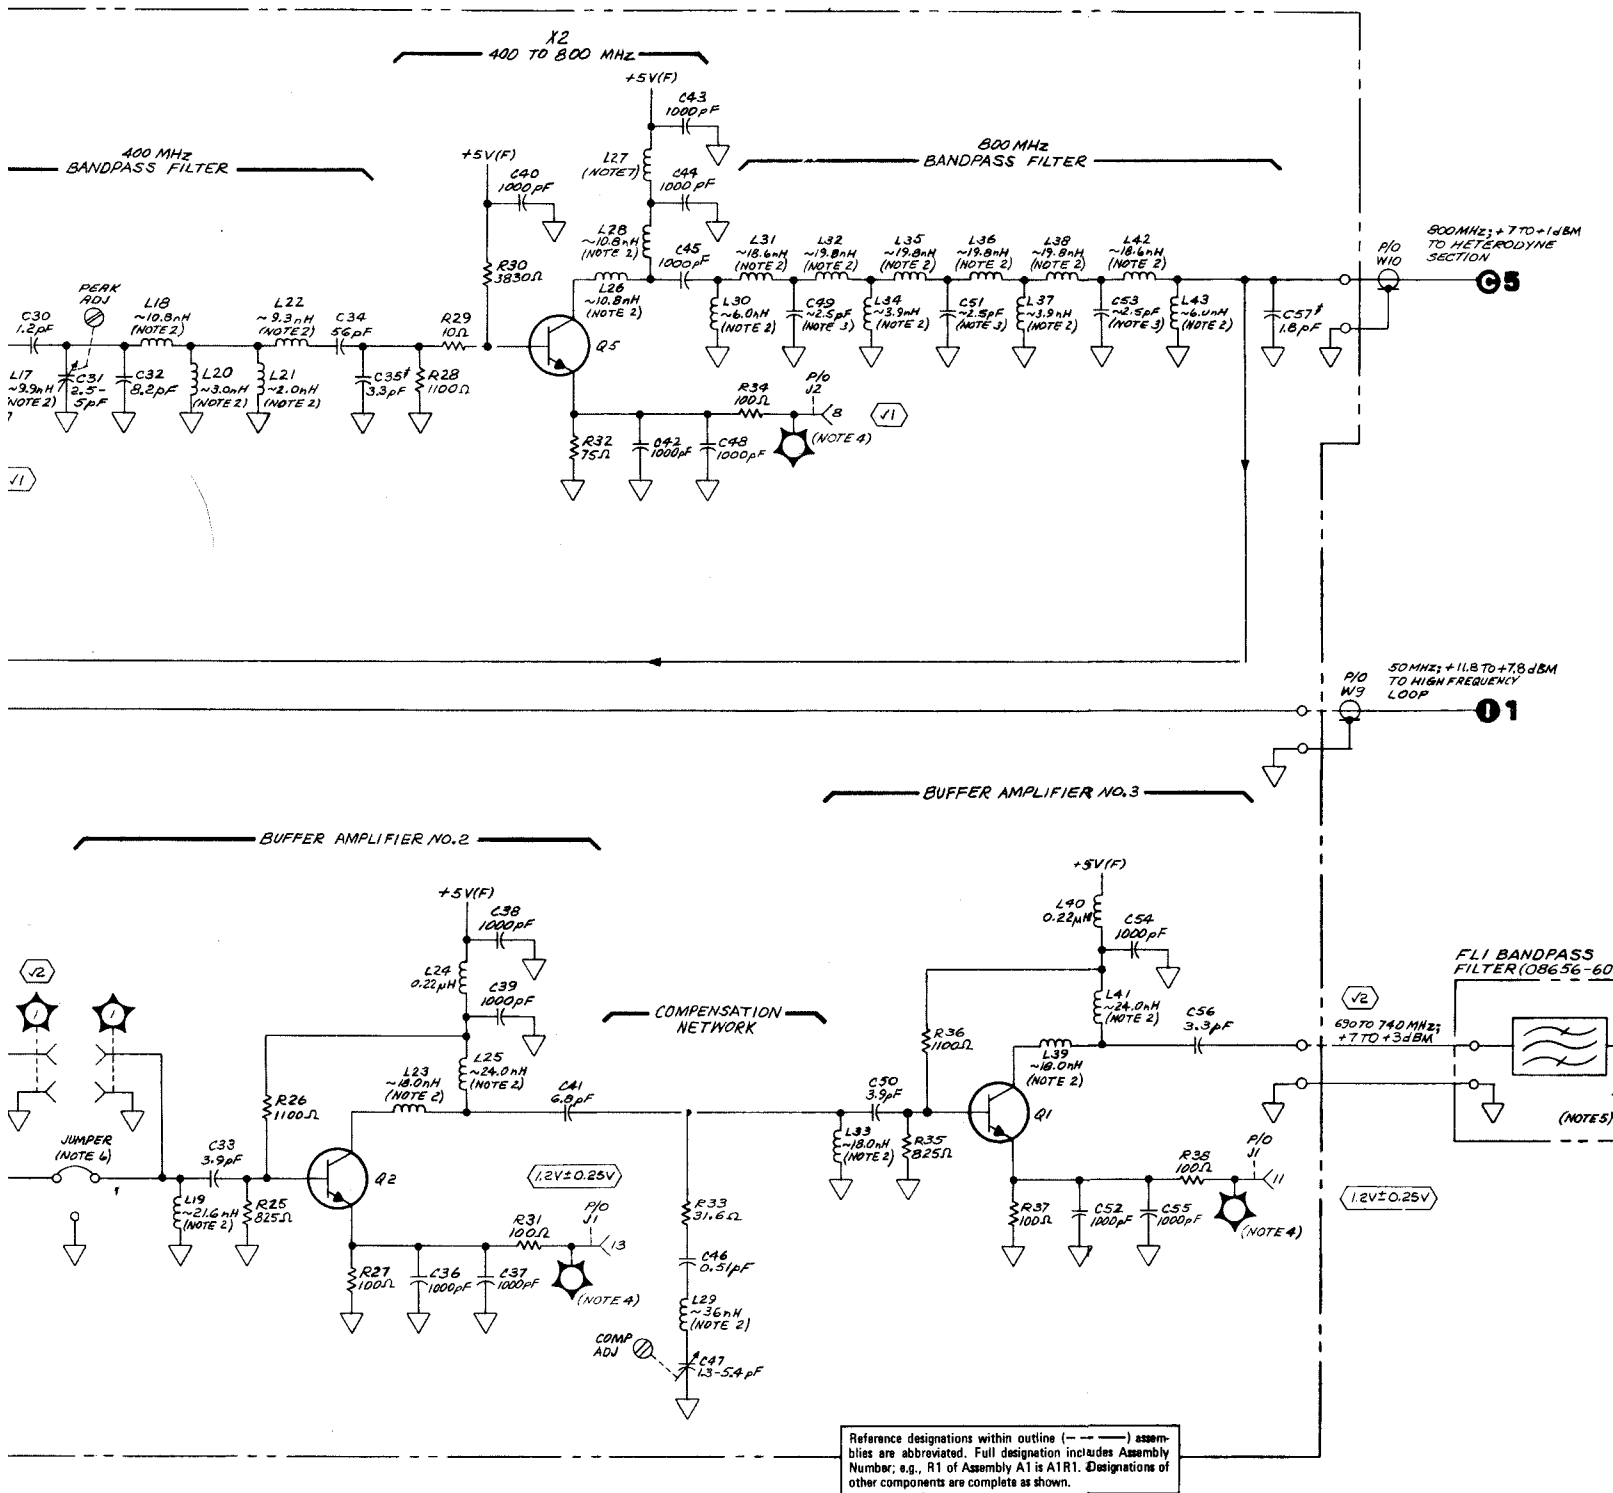 X2
400 TO 800 MHz
+5V(F)
C43
1000pF
400 MHz
BANDPASS FILTER
+5V(F)
C40
1000pF
L27
(NOTE 7)
C44
1000pF
800 MHz
BANDPASS FILTER
L28
~10.8nH
(NOTE 2)
C45
1000pF
R30
3830Ω
L26
~10.8nH
(NOTE 2)
L31
~18.6nH
(NOTE 2)
L32
~19.8nH
(NOTE 2)
L35
~19.8nH
(NOTE 2)
L36
~19.8nH
(NOTE 2)
L38
~19.8nH
(NOTE 2)
L42
~18.6nH
(NOTE 2)
P/O
W10
800MHz; +7 TO +1dBM
TO HETERODYNE
SECTION
C5
PEAK
ADJ
C30
1.2pF
L18
~10.8nH
(NOTE 2)
L22
~9.3nH
(NOTE 2)
C34
56pF
R29
10Ω
Q5
L30
~6.0nH
(NOTE 2)
C49
~2.5pF
(NOTE 3)
L34
~3.9nH
(NOTE 2)
C51
~2.5pF
(NOTE 3)
L37
~3.9nH
(NOTE 2)
C53
~2.5pF
(NOTE 3)
L43
~6.0nH
(NOTE 2)
C57*
1.8pF
L17
~9.9nH
NOTE 2)
C31
2.5-
5pF
C32
8.2pF
L20
~3.0nH
(NOTE 2)
L21
~2.0nH
(NOTE 2)
C35*
3.3pF
R28
1100Ω
R34
100Ω
P/O
J2
8
√1
(NOTE 4)
R32
75Ω
C42
1000pF
C48
1000pF
√1
P/O
W9
50MHz; +11.8 TO +7.8dBM
TO HIGH FREQUENCY
LOOP
I1
BUFFER AMPLIFIER NO.3
BUFFER AMPLIFIER NO.2
+5V(F)
C38
1000pF
L24
0.22μH
C39
1000pF
+5V(F)
L40
0.22μH
C54
1000pF
√2
1
1
COMPENSATION
NETWORK
L41
~24.0nH
(NOTE 2)
R36
1100Ω
C56
3.3pF
√2
690 TO 740 MHz;
+7 TO +3dBM
FL1 BANDPASS
FILTER (08656-60
(NOTE 5)
L25
~24.0nH
(NOTE 2)
L23
~18.0nH
(NOTE 2)
C41
6.8pF
R26
1100Ω
C50
3.9pF
L39
~18.0nH
(NOTE 2)
Q1
JUMPER
(NOTE 6)
C33
3.9pF
Q2
1.2V±0.25V
L33
~18.0nH
(NOTE 2)
R35
825Ω
R38
100Ω
P/O
J1
11
(NOTE 4)
1.2V±0.25V
L19
~21.6nH
(NOTE 2)
R25
825Ω
R31
100Ω
P/O
J1
13
(NOTE 4)
R33
31.6Ω
R37
100Ω
C52
1000pF
C55
1000pF
R27
100Ω
C36
1000pF
C37
1000pF
C46
0.51pF
L29
~36nH
(NOTE 2)
COMP
ADJ
C47
1.3-5.4pF
Reference designations within outline (— – – —) assem-
blies are abbreviated. Full designation includes Assembly
Number; e.g., R1 of Assembly A1 is A1R1. Designations of
other components are complete as shown.